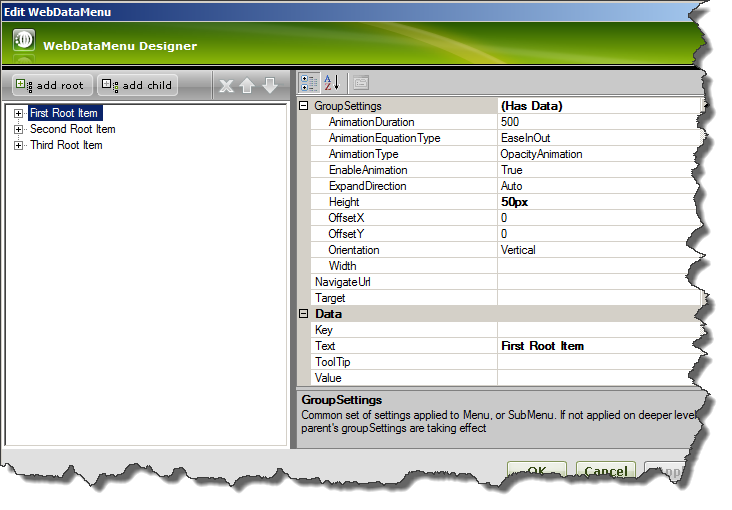 Edit WebDataMenu
WebDataMenu Designer
add root add child
First Root Item
Second Root Item
Third Root Item
GroupSettings (Has Data)
AnimationDuration 500
AnimationEquationType EaseInOut
AnimationType OpacityAnimation
EnableAnimation True
ExpandDirection Auto
Height 50px
OffsetX 0
OffsetY 0
Orientation Vertical
Width
NavigateUrl
Target
Data
Key
Text First Root Item
ToolTip
Value
GroupSettings
Common set of settings applied to Menu, or SubMenu. If not applied on deeper level
parent's groupSettings are taking effect
OK Cancel Apply